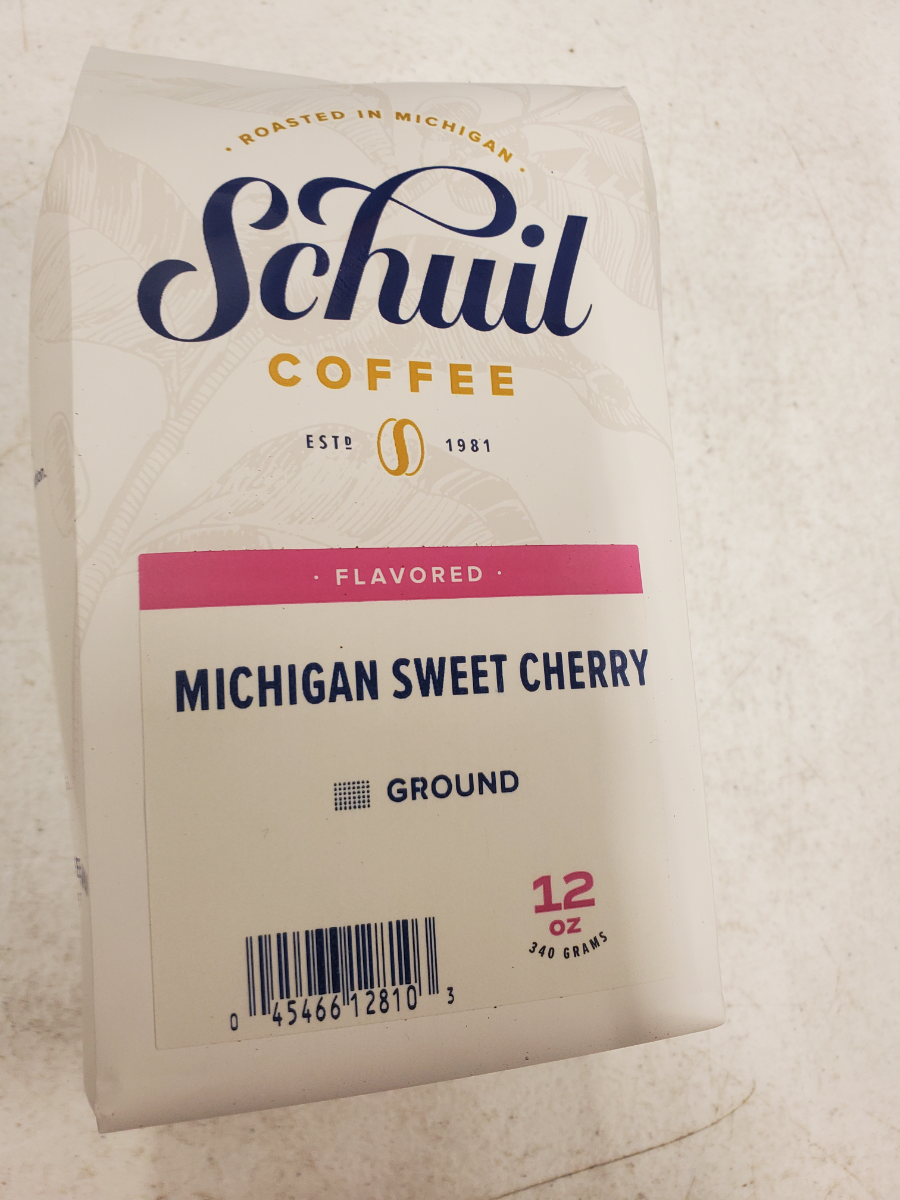 · ROASTED IN MICHIGAN ·
Schuil
COFFEE
ESTD 1981
· FLAVORED ·
MICHIGAN SWEET CHERRY
GROUND
12
OZ
340 GRAMS
0 45466 12810 3